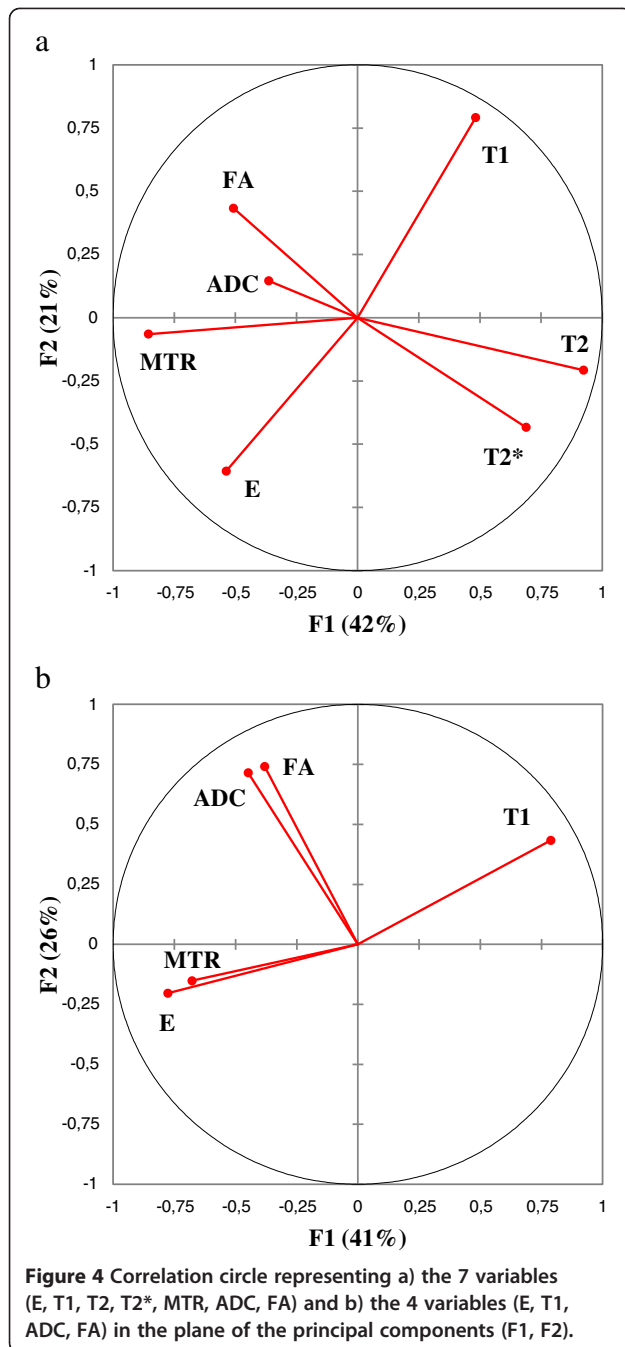 a
1
0,75
0,5
0,25
0
-0,25
-0,5
-0,75
-1
F2 (21%)
T1
FA
ADC
MTR
T2
T2*
E
-1 -0,75 -0,5 -0,25 0 0,25 0,5 0,75 1
F1 (42%)
b
1
0,75
0,5
0,25
0
-0,25
-0,5
-0,75
-1
F2 (26%)
FA
ADC
T1
MTR
E
-1 -0,75 -0,5 -0,25 0 0,25 0,5 0,75 1
F1 (41%)
Figure 4 Correlation circle representing a) the 7 variables
(E, T1, T2, T2*, MTR, ADC, FA) and b) the 4 variables (E, T1,
ADC, FA) in the plane of the principal components (F1, F2).